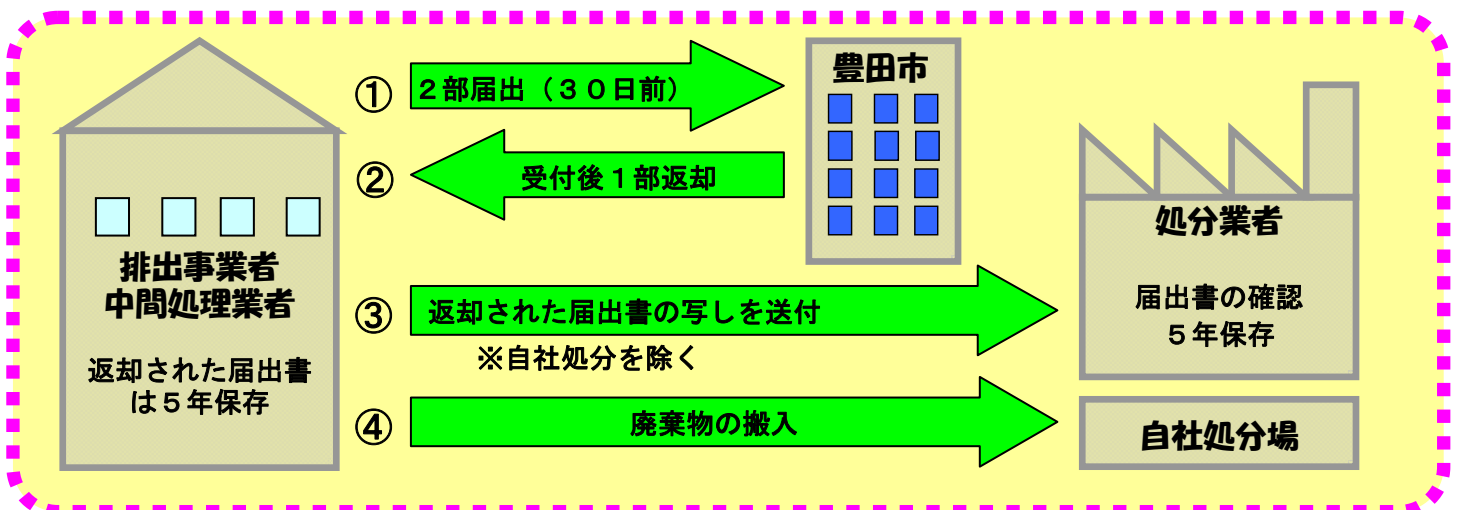 豊田市
①
２部届出（３０日前）
②
受付後１部返却
排出事業者
中間処理業者
返却された届出書
は５年保存
③
返却された届出書の写しを送付
※自社処分を除く
④
廃棄物の搬入
処分業者
届出書の確認
５年保存
自社処分場